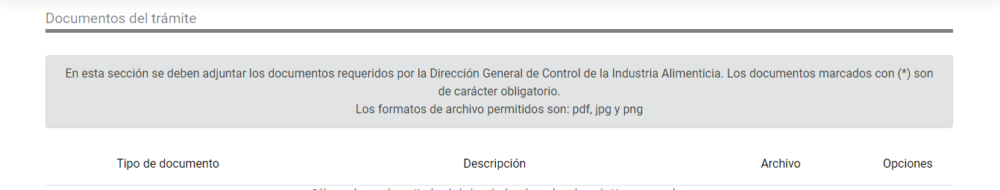 Documentos del trámite
En esta sección se deben adjuntar los documentos requeridos por la Dirección General de Control de la Industria Alimenticia. Los documentos marcados con (*) son
de carácter obligatorio.
Los formatos de archivo permitidos son: pdf, jpg y png
Tipo de documento Descripción Archivo Opciones